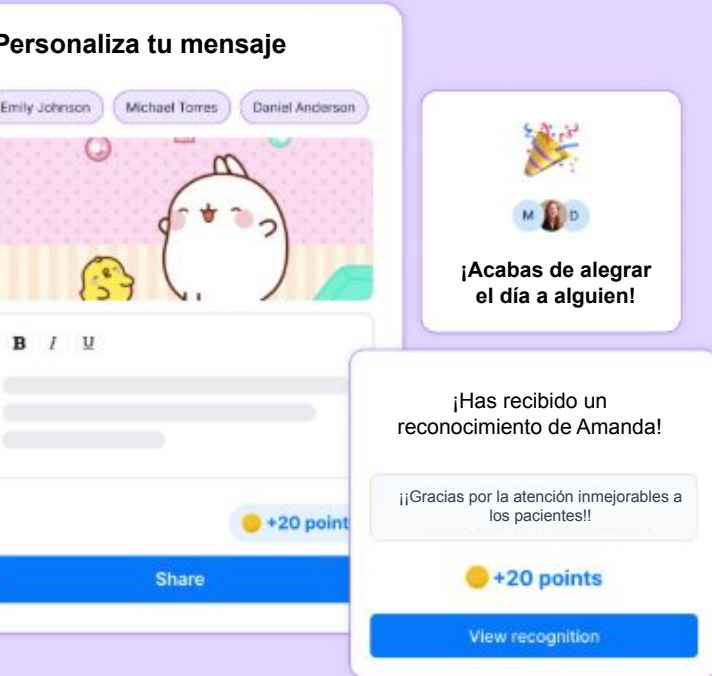 Personaliza tu mensaje
Emily Johnson Michael Torres Daniel Anderson
B I U
+20 point
Share
M D
¡Acabas de alegrar
el día a alguien!
¡Has recibido un
reconocimiento de Amanda!
¡¡Gracias por la atención inmejorables a
los pacientes!!
+20 points
View recognition